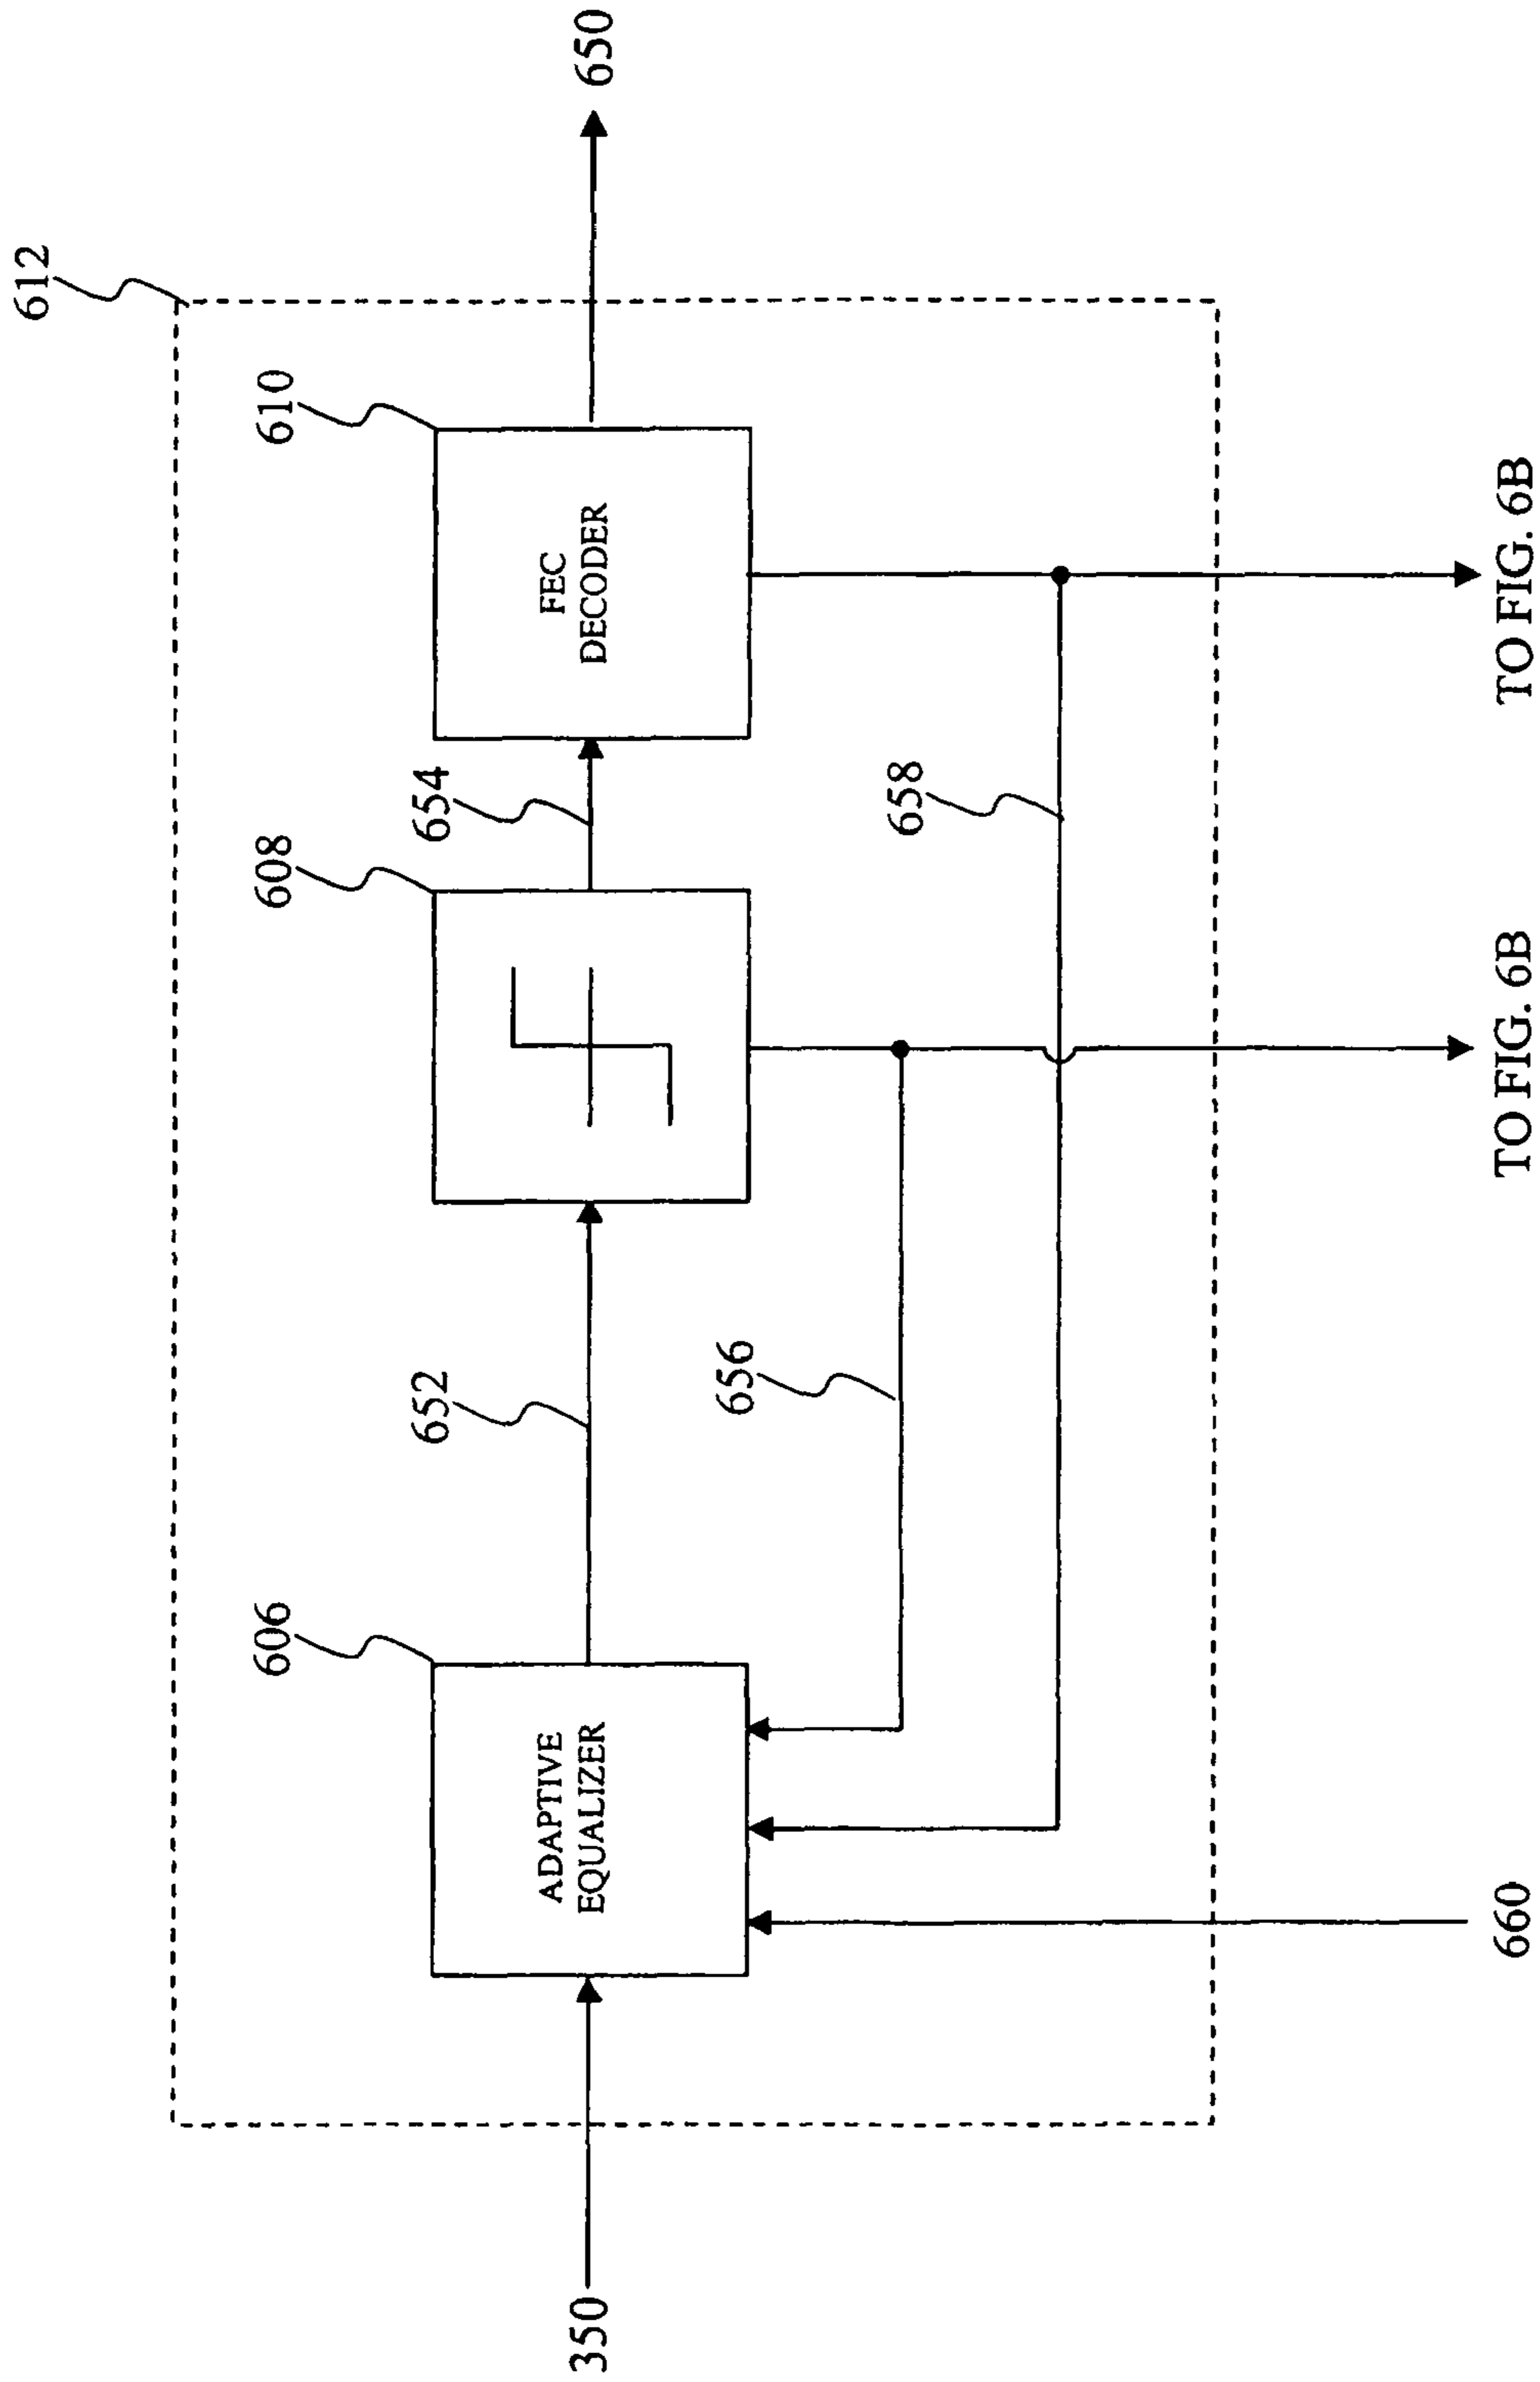 612
606
608
610
ADAPTIVE
EQUALIZER
FEC
DECODER
350
652
654
650
656
658
660
TO FIG. 6B
TO FIG. 6B